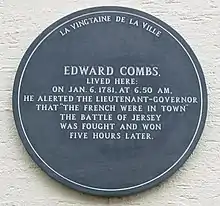 LA VINGTAINE DE LA VILLE
EDWARD COMBS,
LIVED HERE:
ON JAN. 6, 1781, AT 6.50 AM,
HE ALERTED THE LIEUTENANT-GOVERNOR
THAT "THE FRENCH WERE IN TOWN"
THE BATTLE OF JERSEY
WAS FOUGHT AND WON
FIVE HOURS LATER.